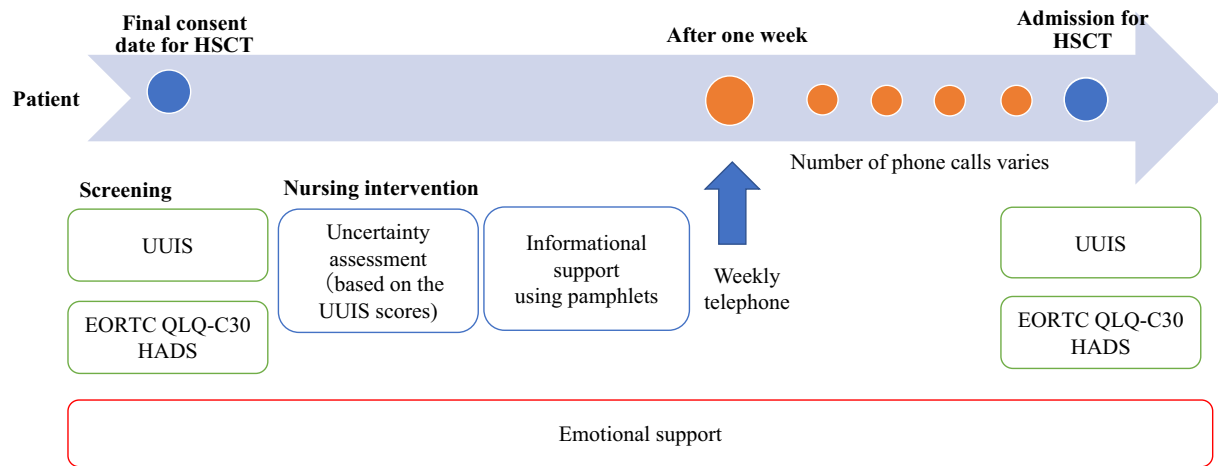 Final consent
date for HSCT
After one week
Admission for
HSCT
Patient
Number of phone calls varies
Screening
Nursing intervention
UUIS
Uncertainty
assessment
（based on the
UUIS scores)
Informational
support
using pamphlets
Weekly
telephone
UUIS
EORTC QLQ-C30
HADS
EORTC QLQ-C30
HADS
Emotional support